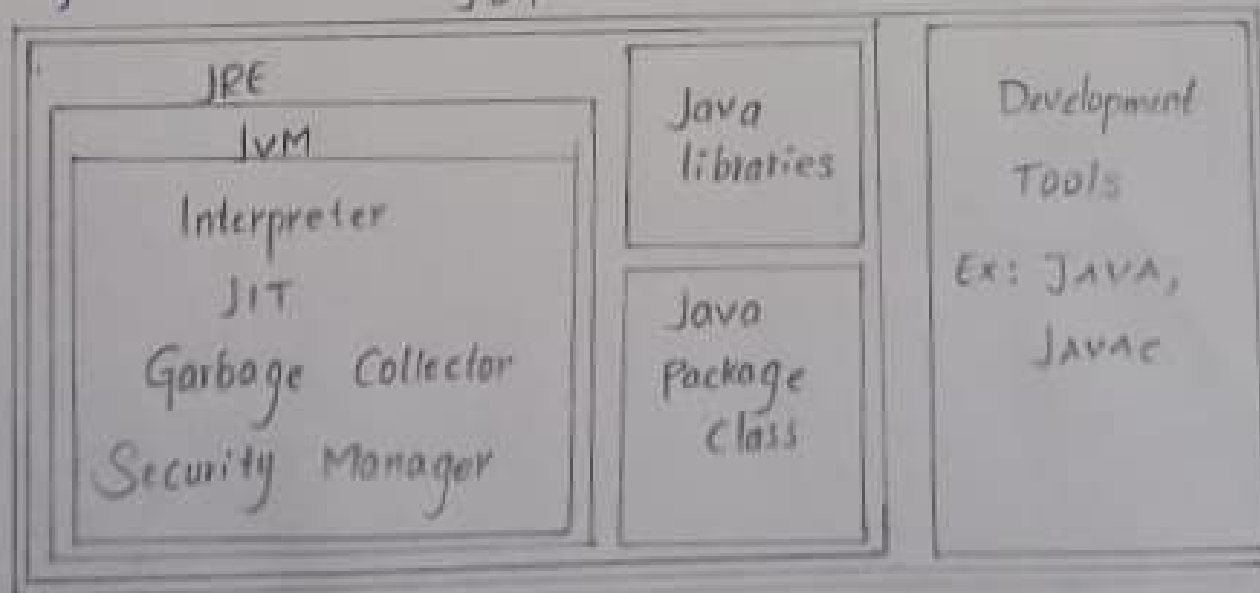 JRE
JVM
Interpreter
JIT
Garbage Collector
Security Manager
Java
libraries
Java
Package
Class
Development
Tools
Ex: JAVA,
JAVAC